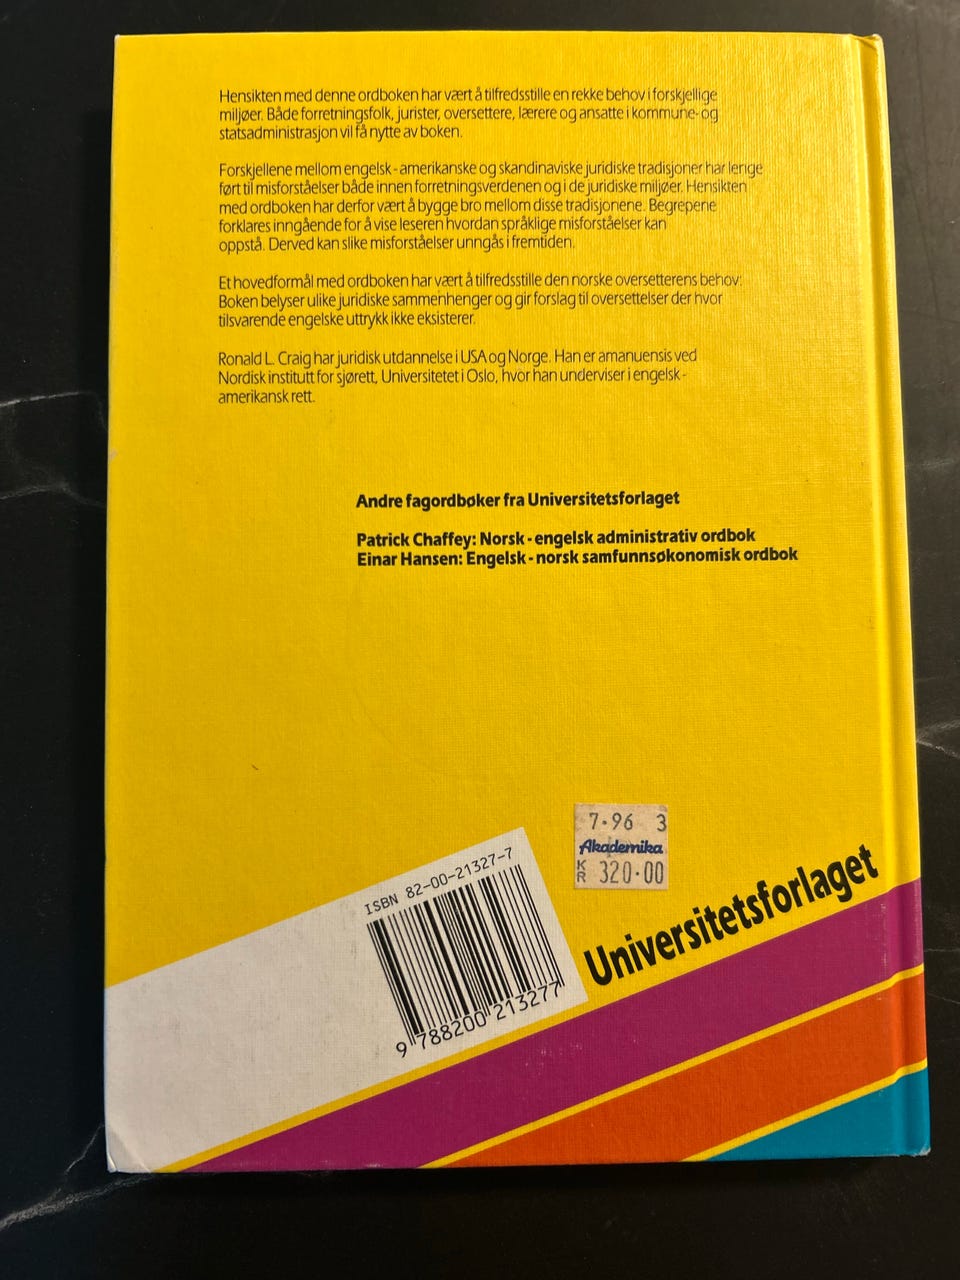 Hensikten med denne ordboken har vært å tilfredsstille en rekke behov i forskjellige
miljøer. Både forretningsfolk, jurister, oversettere, lærere og ansatte i kommune- og
statsadministrasjon vil få nytte av boken.
Forskjellene mellom engelsk-amerikanske og skandinaviske juridiske tradisjoner har lenge
ført til misforståelser både innen forretningsverdenen og i de juridiske miljøer. Hensikten
med ordboken har derfor vært å bygge bro mellom disse tradisjonene. Begrepene
forklares inngående for å vise leseren hvordan språklige misforståelser kan
oppstå. Derved kan slike misforståelser unngås i fremtiden.
Et hovedformål med ordboken har vært å tilfredsstille den norske oversetterens behov.
Boken belyser ulike juridiske sammenhenger og gir forslag til oversettelser der hvor
tilsvarende engelske uttrykk ikke eksisterer.
Ronald L. Craig har juridisk utdannelse i USA og Norge. Han er amanuensis ved
Nordisk institutt for sjørett, Universitetet i Oslo, hvor han underviser i engelsk-
amerikansk rett.
Andre fagordbøker fra Universitetsforlaget
Patrick Chaffey: Norsk-engelsk administrativ ordbok
Einar Hansen: Engelsk-norsk samfunnsøkonomisk ordbok
7·96 3
Akademika
KR 320·00
ISBN 82-00-21327-7
9 788200 213277
Universitetsforlaget